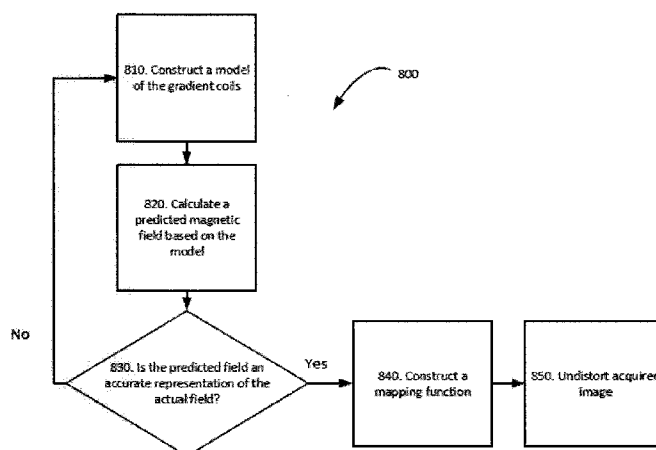 810. Construct a model
of the gradient coils
800
820. Calculate a
predicted magnetic
field based on the
model
No
830. Is the predicted field an
accurate representation of the
actual field?
Yes
840. Construct a
mapping function
850. Undistort acquired
image